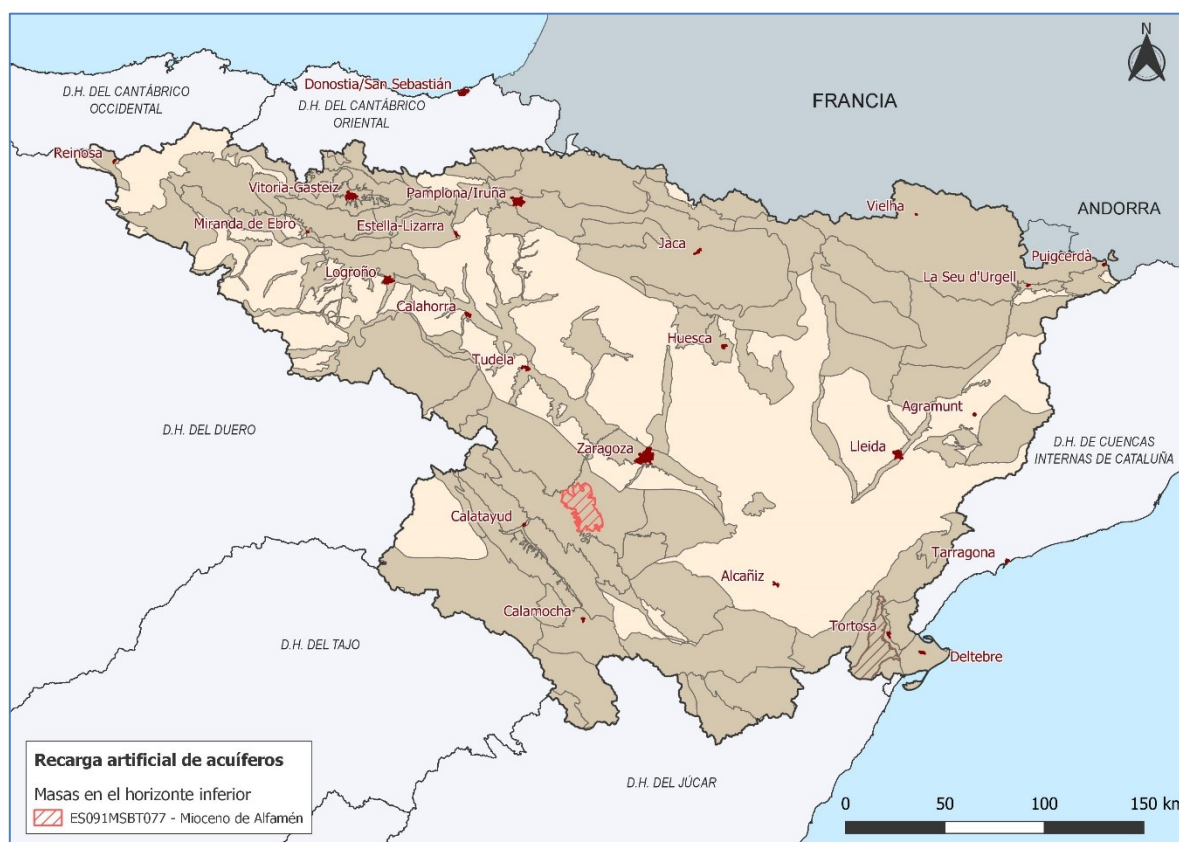 N
Donostia/San Sebastián
D.H. DEL CANTÁBRICO
OCCIDENTAL
D.H. DEL CANTÁBRICO
ORIENTAL
FRANCIA
Reinosa
Vitoria-Gasteiz
Pamplona/Iruña
Vielha
ANDORRA
Miranda de Ebro
Estella-Lizarra
Jaca
Puigcerdà
Logroño
La Seu d'Urgell
Calahorra
Huesca
Tudela
Agramunt
D.H. DEL DUERO
Zaragoza
Lleida
D.H. DE CUENCAS
INTERNAS DE CATALUÑA
Calatayud
Tarragona
Alcañiz
Calamocha
Tortosa
D.H. DEL TAJO
Deltebre
Recarga artificial de acuíferos
Masas en el horizonte inferior
ES091MSBT077 - Mioceno de Alfamén
D.H. DEL JÚCAR
0 50 100 150 km